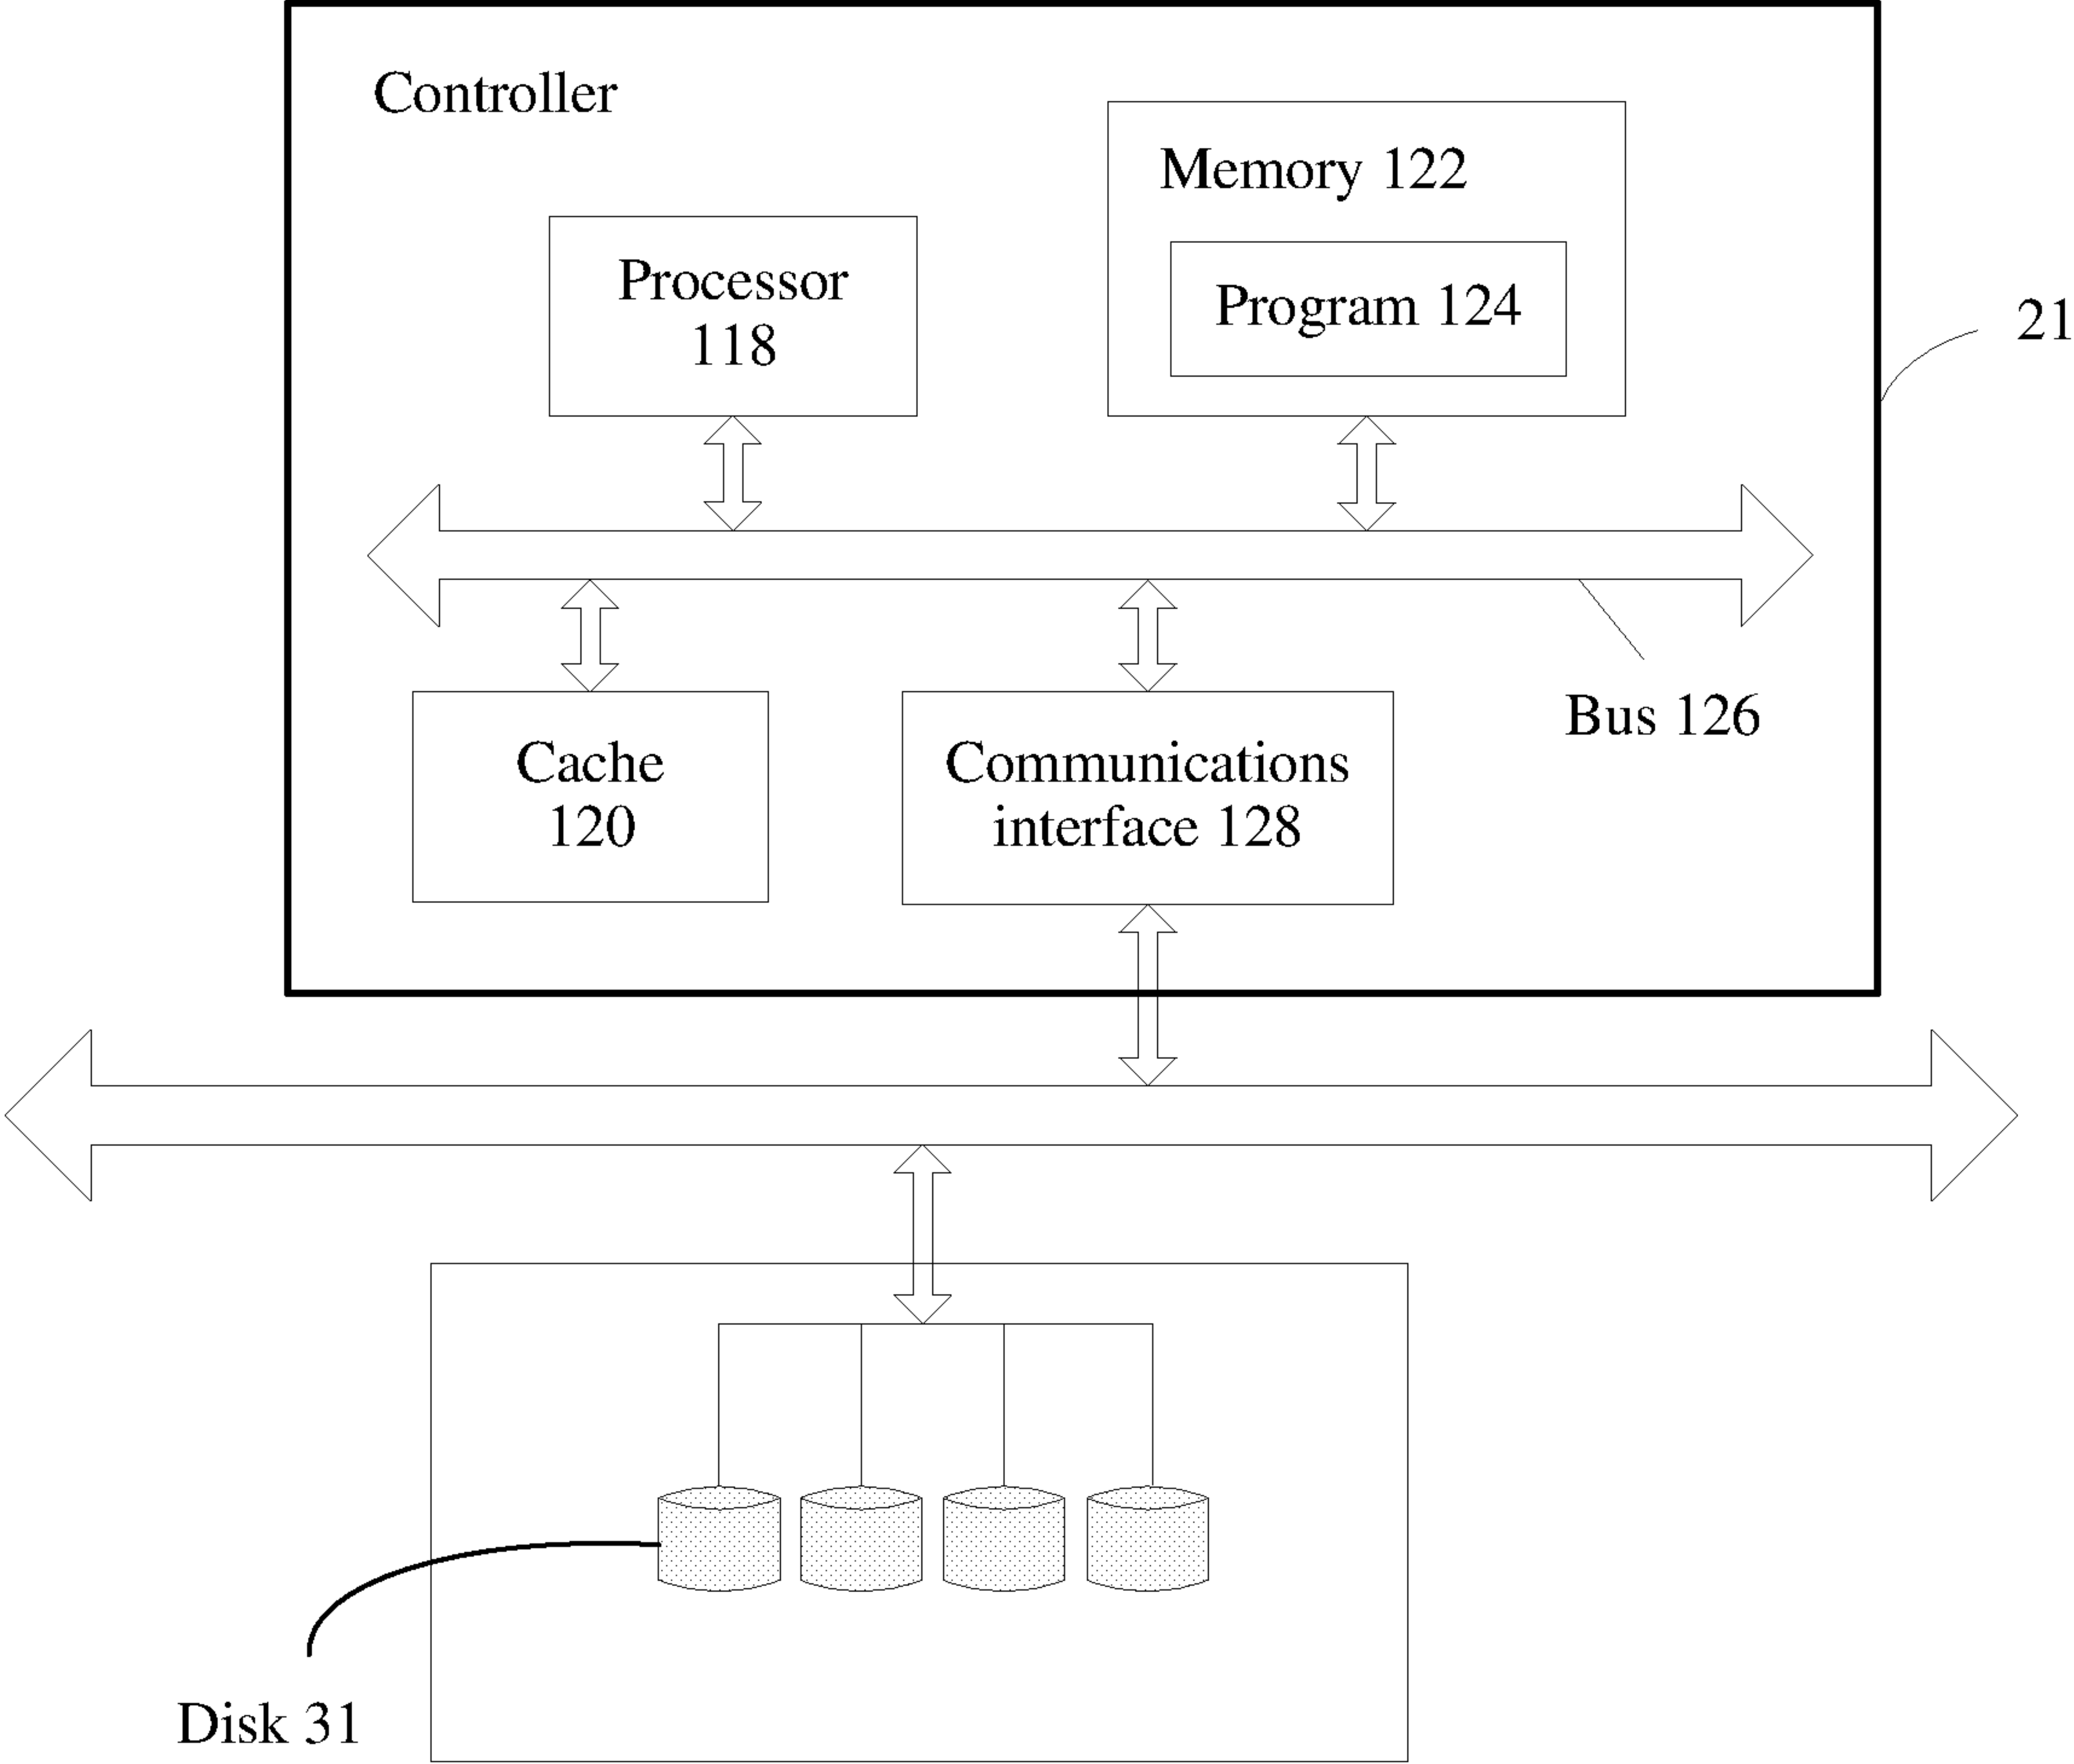 Controller
Memory 122
Program 124
Processor
118
21
Bus 126
Cache
120
Communications
interface 128
Disk 31